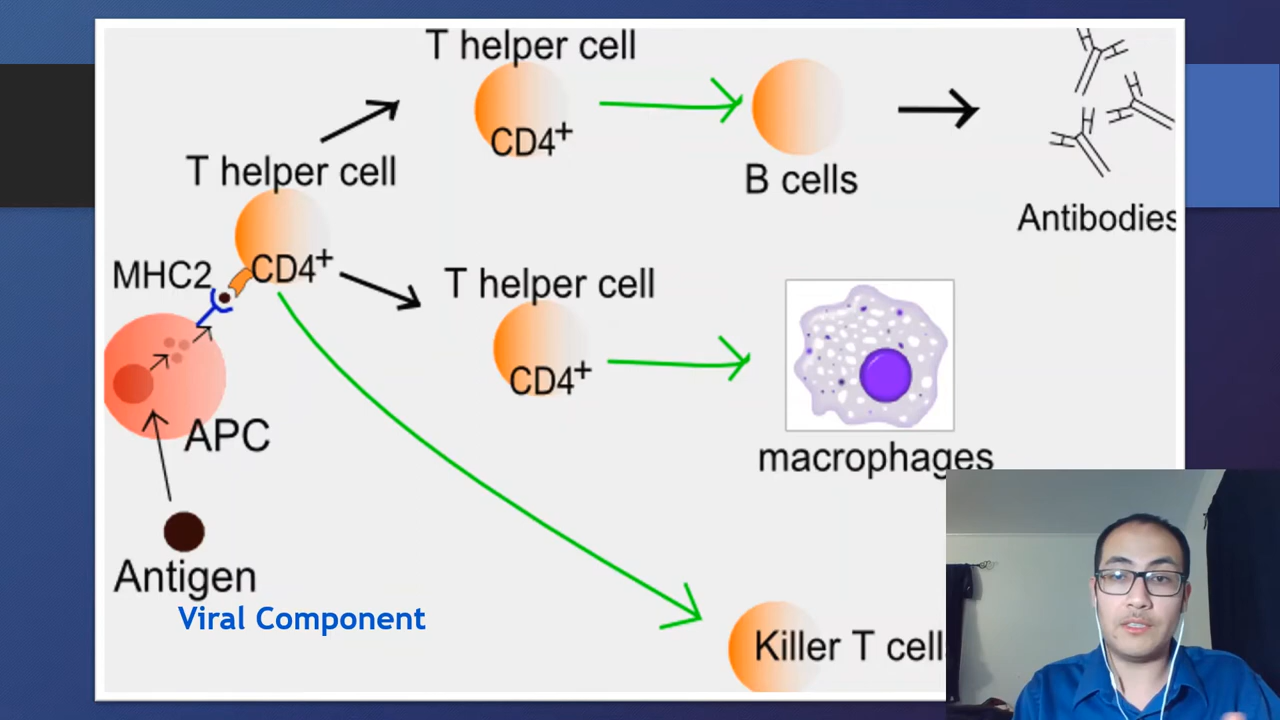 T helper cell
CD4+
B cells
Antibodies
T helper cell
CD4+
MHC2
T helper cell
CD4+
APC
macrophages
Antigen
Viral Component
Killer T cell